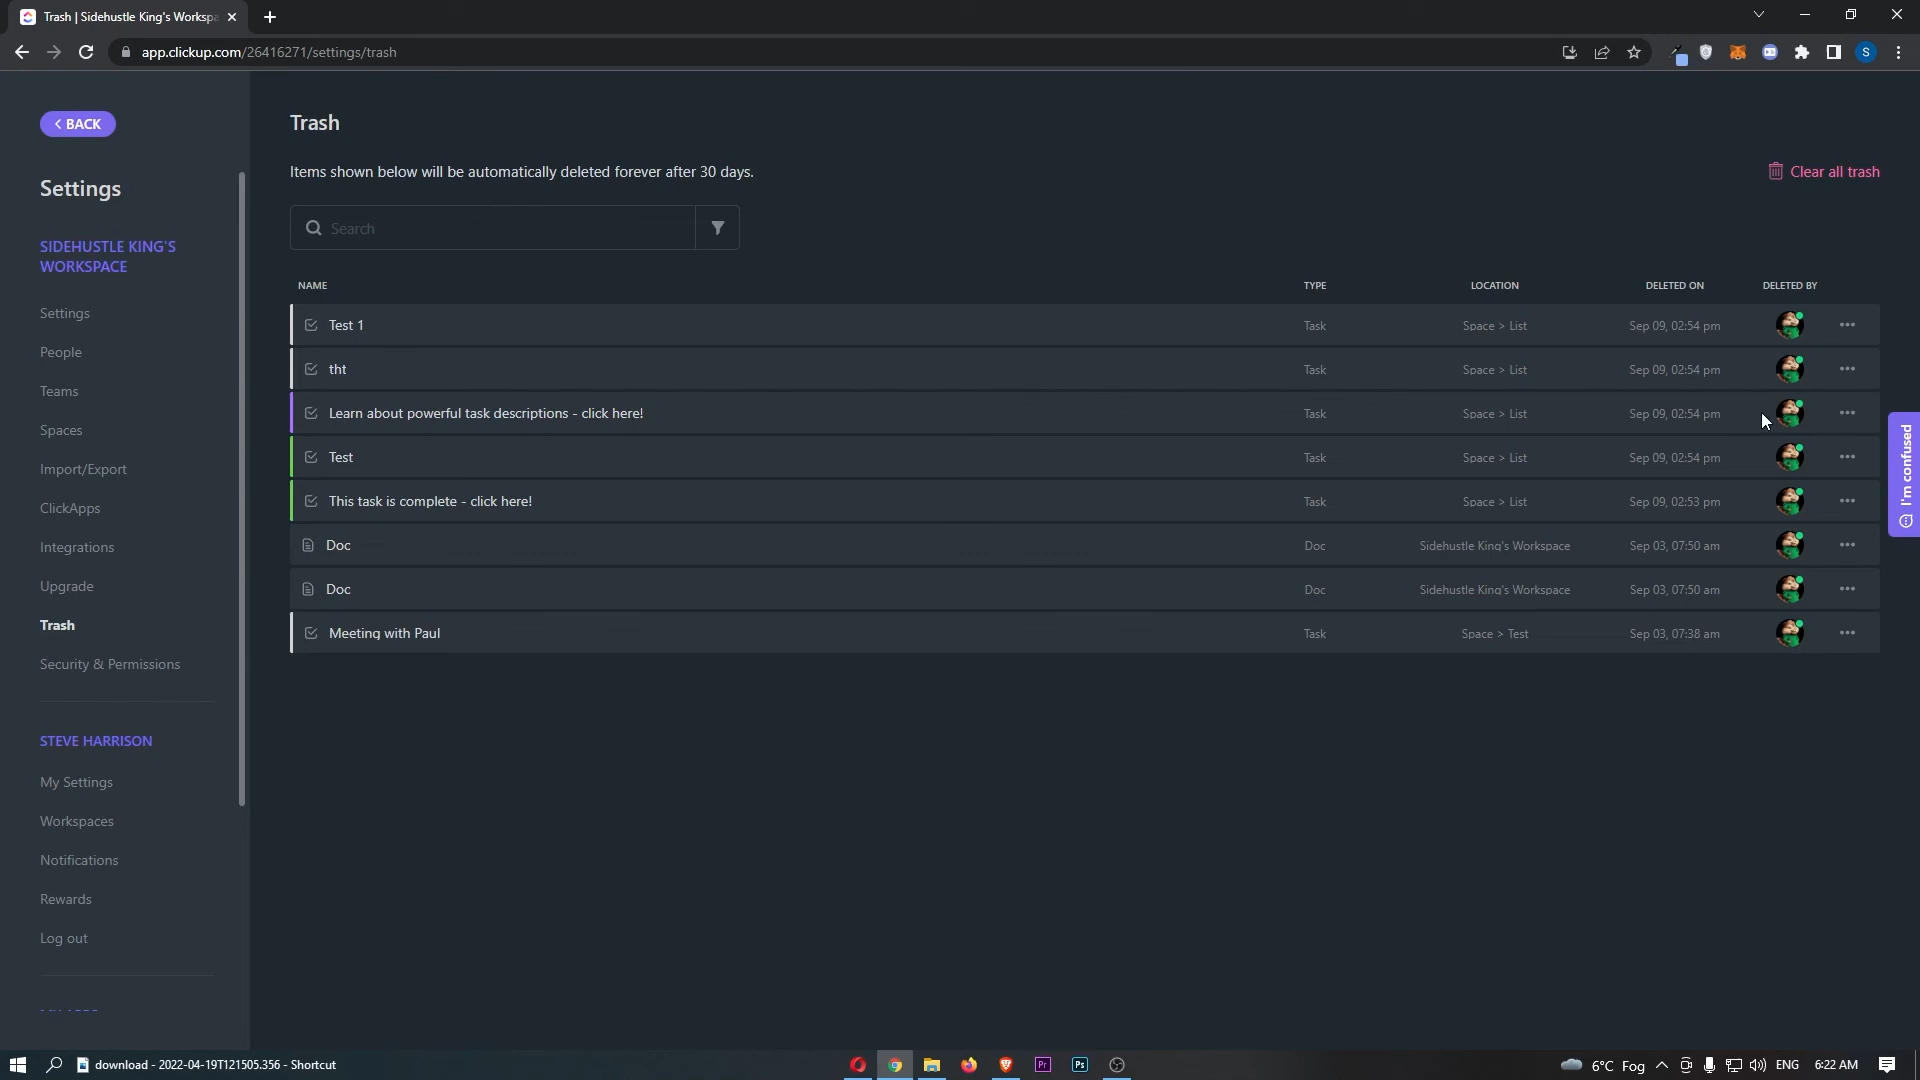 Trash | Sidehustle King's Workspa
app.clickup.com/26416271/settings/trash
S
BACK
Settings
SIDEHUSTLE KING'S
WORKSPACE
Settings
People
Teams
Spaces
Import/Export
ClickApps
Integrations
Upgrade
Trash
Security & Permissions
STEVE HARRISON
My Settings
Workspaces
Notifications
Rewards
Log out
Trash
Items shown below will be automatically deleted forever after 30 days.
Clear all trash
Search
NAME TYPE LOCATION DELETED ON DELETED BY
Test 1 Task Space > List Sep 09, 02:54 pm
tht Task Space > List Sep 09, 02:54 pm
Learn about powerful task descriptions - click here! Task Space > List Sep 09, 02:54 pm
Test Task Space > List Sep 09, 02:54 pm
This task is complete - click here! Task Space > List Sep 09, 02:53 pm
Doc Doc Sidehustle King's Workspace Sep 03, 07:50 am
Doc Doc Sidehustle King's Workspace Sep 03, 07:50 am
Meeting with Paul Task Space > Test Sep 03, 07:38 am
I'm confused
download - 2022-04-19T121505.356 - Shortcut
Pr
Ps
6°C Fog
ENG
6:22 AM